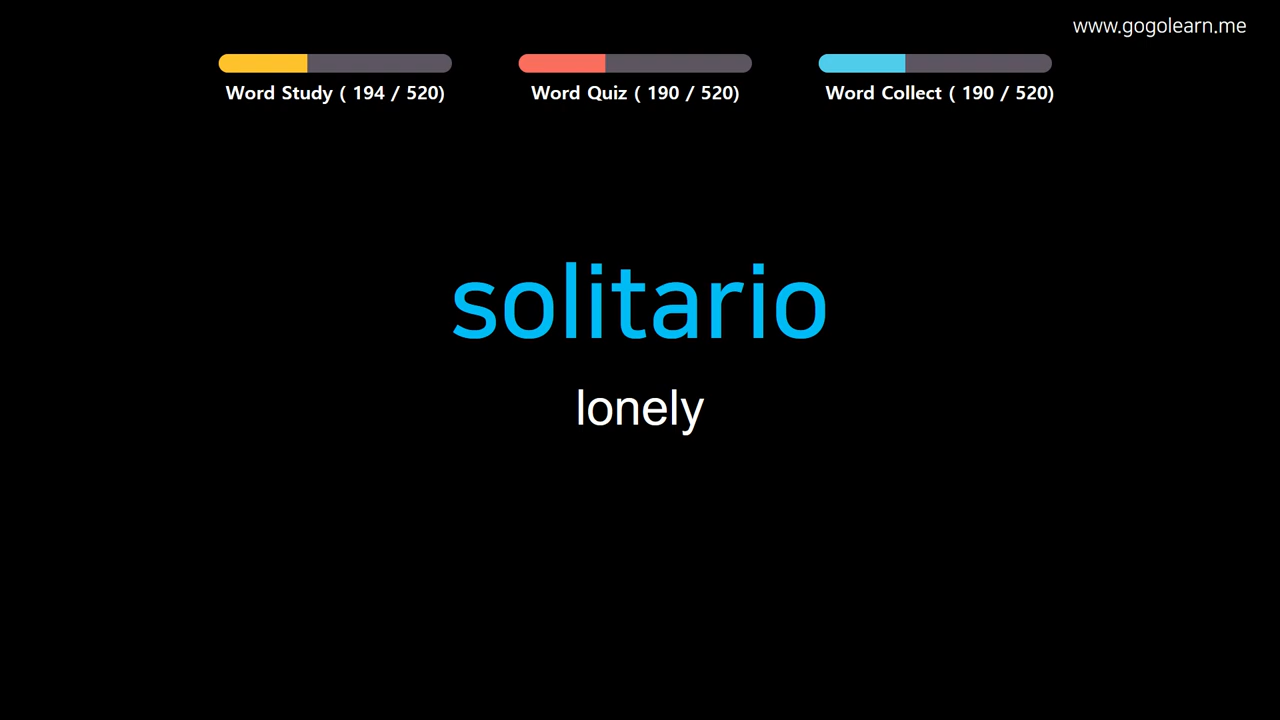 www.gogolearn.me
Word Study ( 194 / 520)
Word Quiz ( 190 / 520)
Word Collect ( 190 / 520)
solitario
lonely